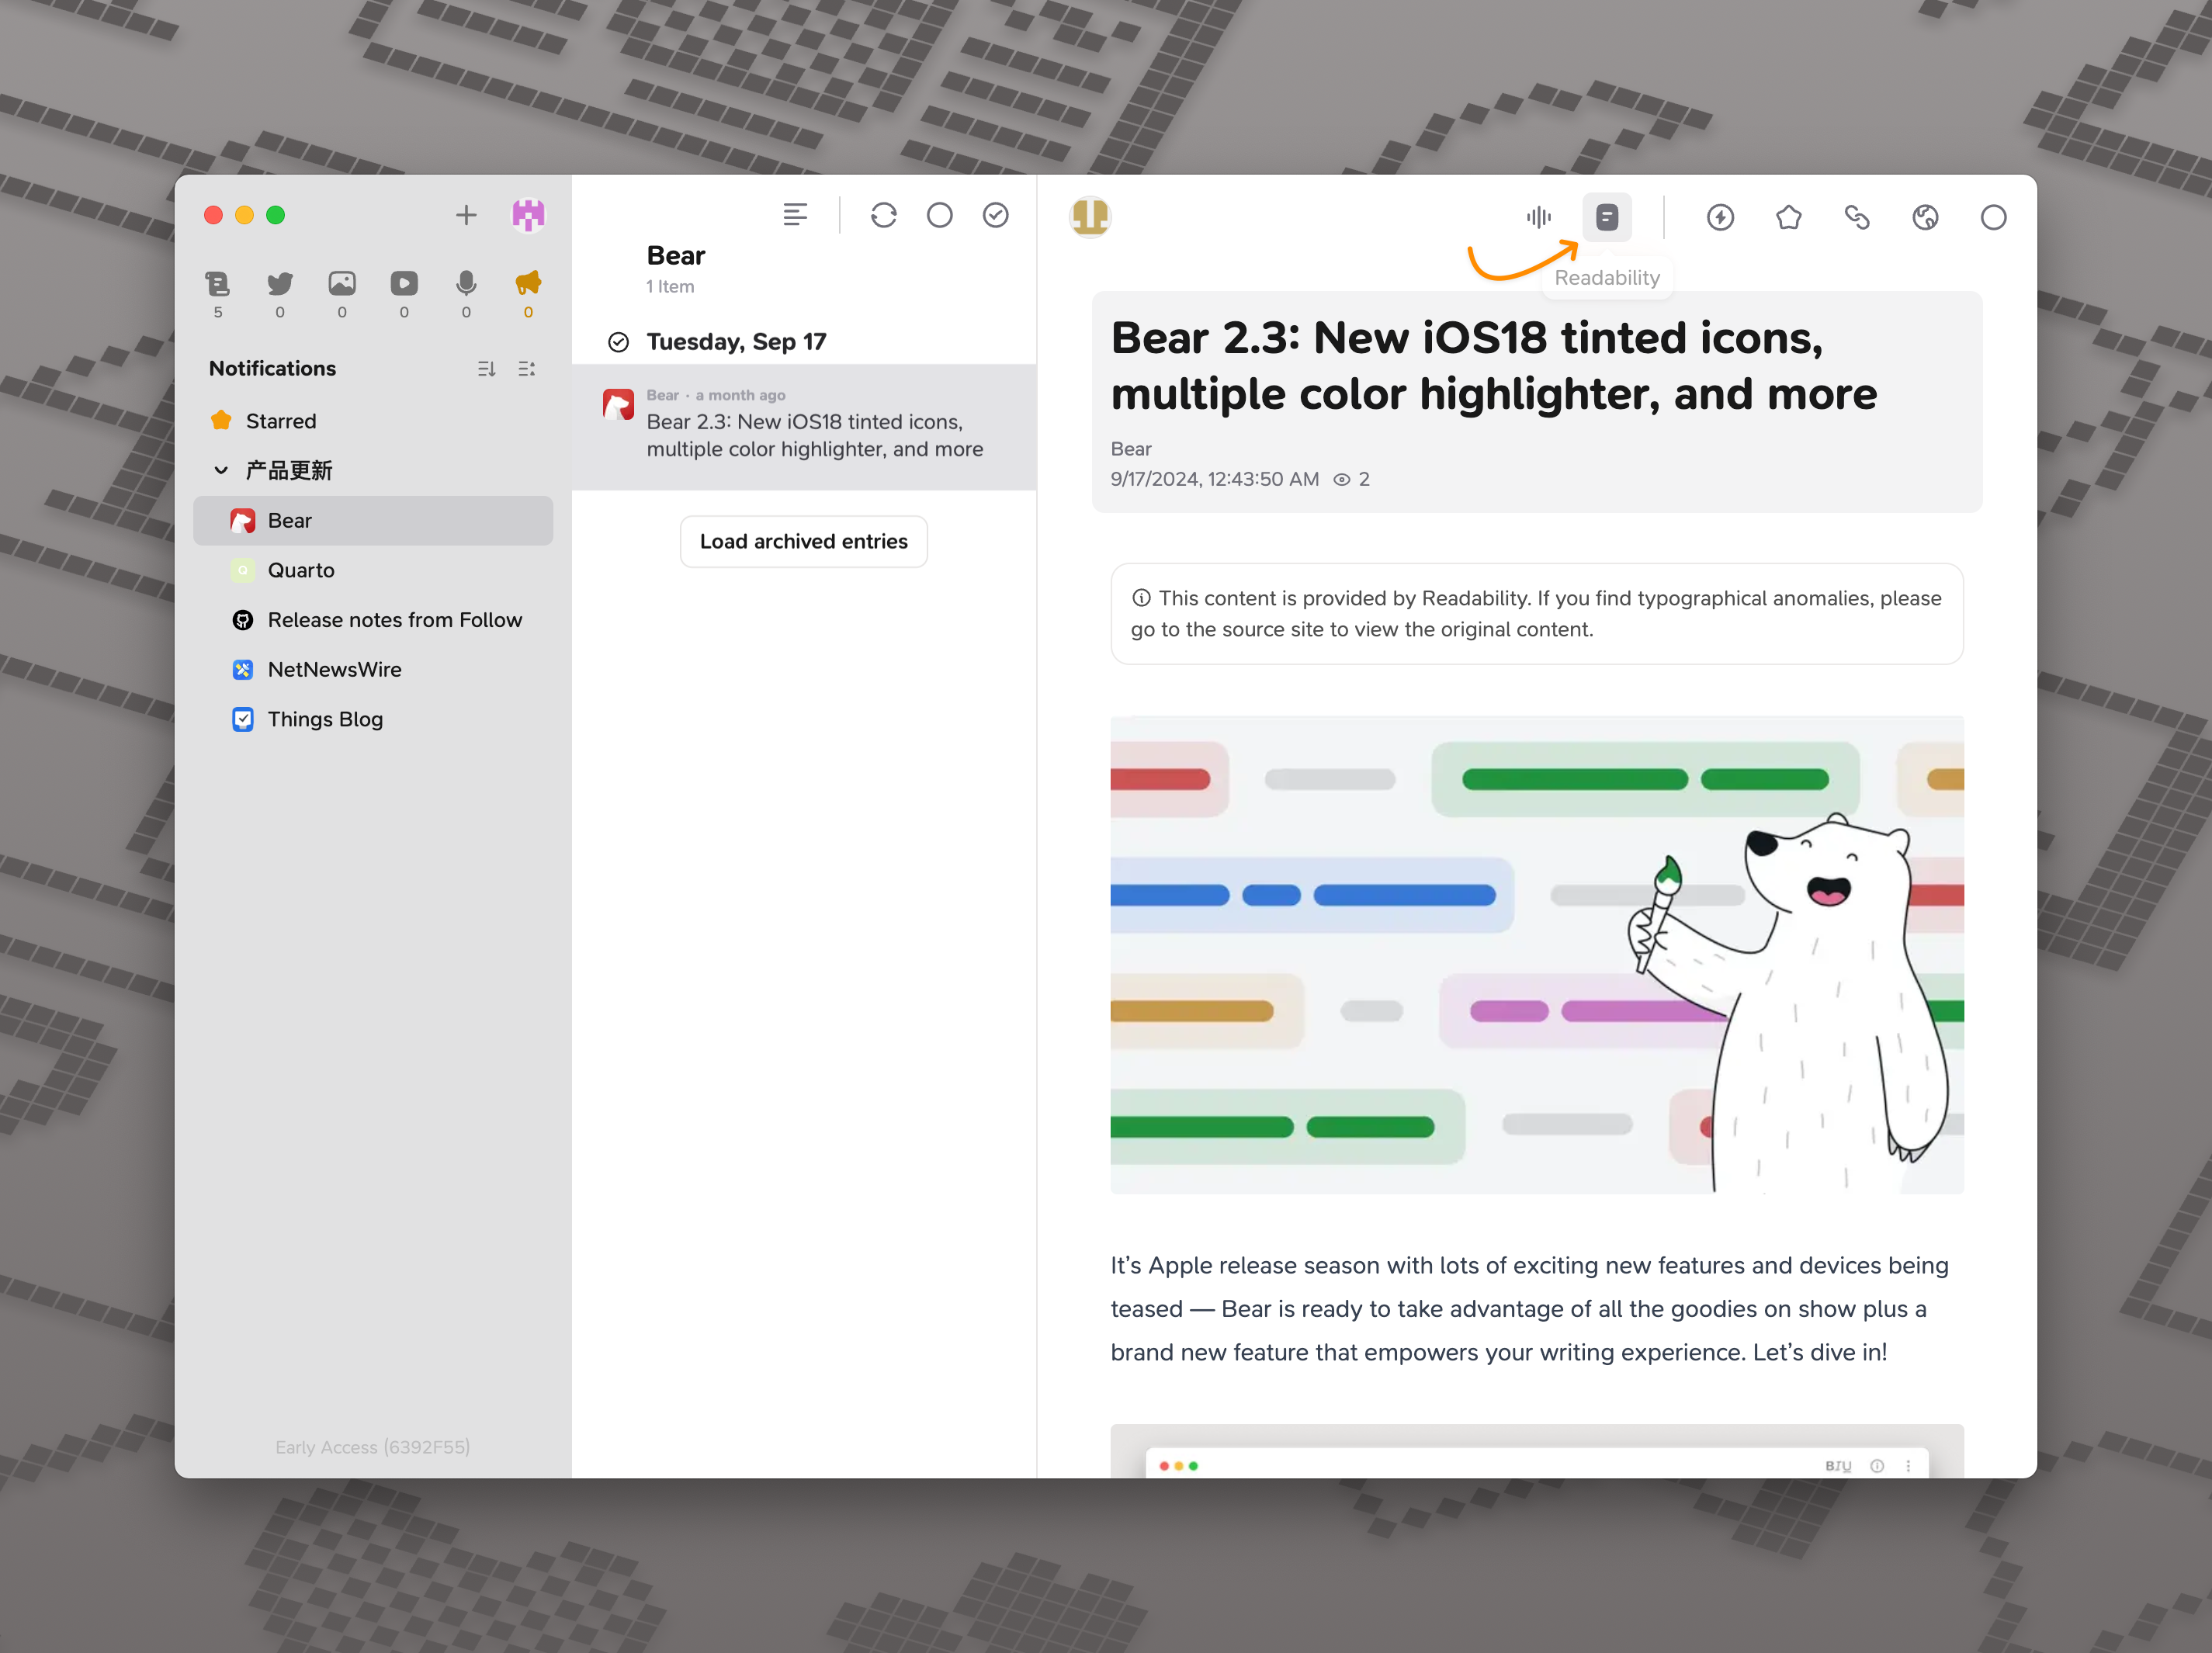 5
0
0
0
0
0
Notifications
Starred
产品更新
Bear
Q
Quarto
Release notes from Follow
NetNewsWire
Things Blog
Early Access (6392F55)
Bear
1 Item
Tuesday, Sep 17
Bear · a month ago
Bear 2.3: New iOS18 tinted icons,
multiple color highlighter, and more
Load archived entries
Readability
Bear 2.3: New iOS18 tinted icons,
multiple color highlighter, and more
Bear
9/17/2024, 12:43:50 AM 2
This content is provided by Readability. If you find typographical anomalies, please
go to the source site to view the original content.
It’s Apple release season with lots of exciting new features and devices being
teased — Bear is ready to take advantage of all the goodies on show plus a
brand new feature that empowers your writing experience. Let’s dive in!
BIU